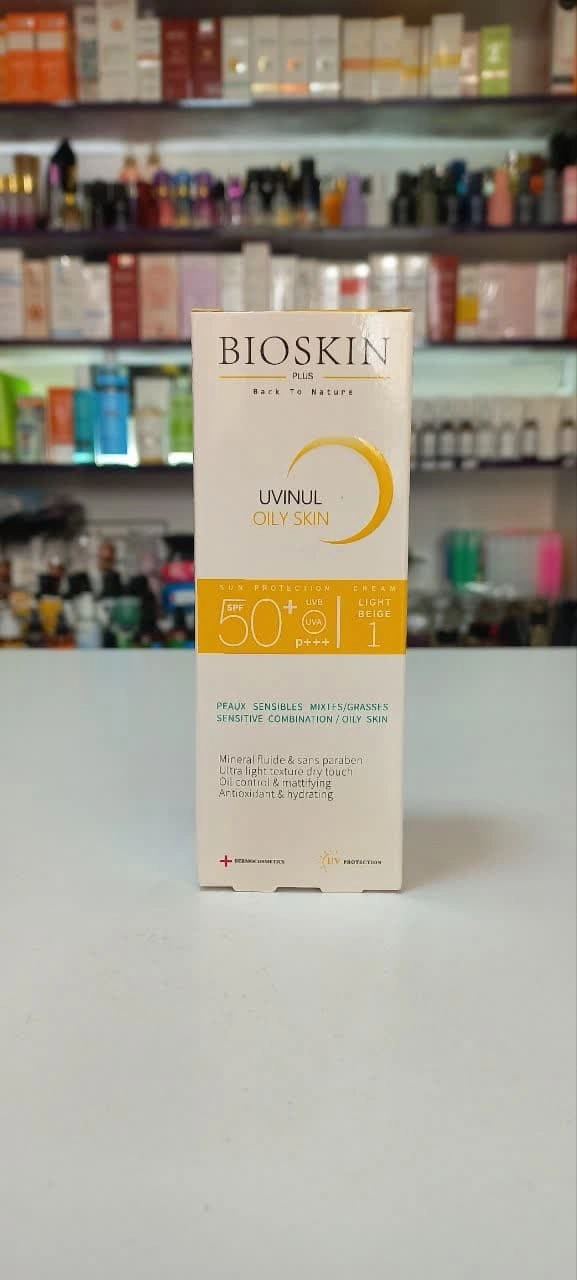 BIOSKIN
PLUS
Back To Nature
UVINUL
OILY SKIN
SUN PROTECTION CREAM
SPF 50+ UVB UVA P+++
LIGHT BEIGE 1
PEAUX SENSIBLES MIXTES/GRASSES
SENSITIVE COMBINATION / OILY SKIN
Mineral fluide & sans paraben
Ultra light texture dry touch
Oil control & mattifying
Antioxidant & hydrating
DERMOCOSMETICS
UV PROTECTION